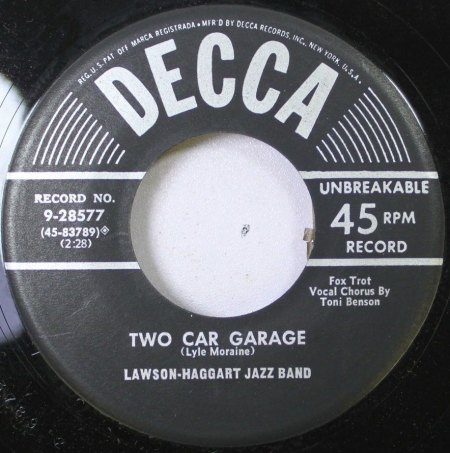 REG. U.S. PAT. OFF. MARCA REGISTRADA • MF'R'D BY DECCA RECORDS, INC., NEW YORK, U.S.A.
DECCA
RECORD NO.
9-28577
(45-83789)
(2:28)
UNBREAKABLE
45 RPM
RECORD
Fox Trot
Vocal Chorus By
Toni Benson
TWO CAR GARAGE
(Lyle Moraine)
LAWSON-HAGGART JAZZ BAND